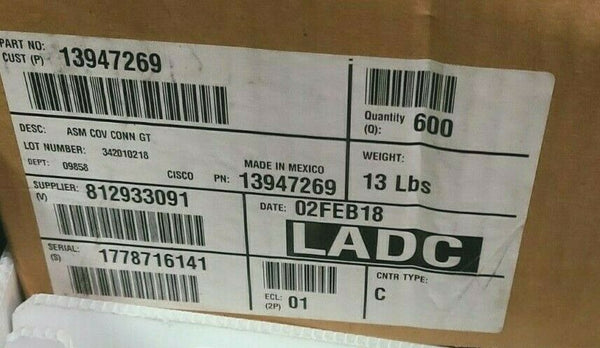 PART NO:
CUST (P) 13947269
Quantity
(Q): 600
DESC: ASM COV CONN GT
LOT NUMBER: 342010218
DEPT: 09858 CISCO
MADE IN MEXICO
PN: 13947269
WEIGHT:
13 Lbs
SUPPLIER: 812933091
(V)
DATE: 02FEB18
LADC
SERIAL: 1778716141
(S)
ECL: 01
(2P)
CNTR TYPE:
C